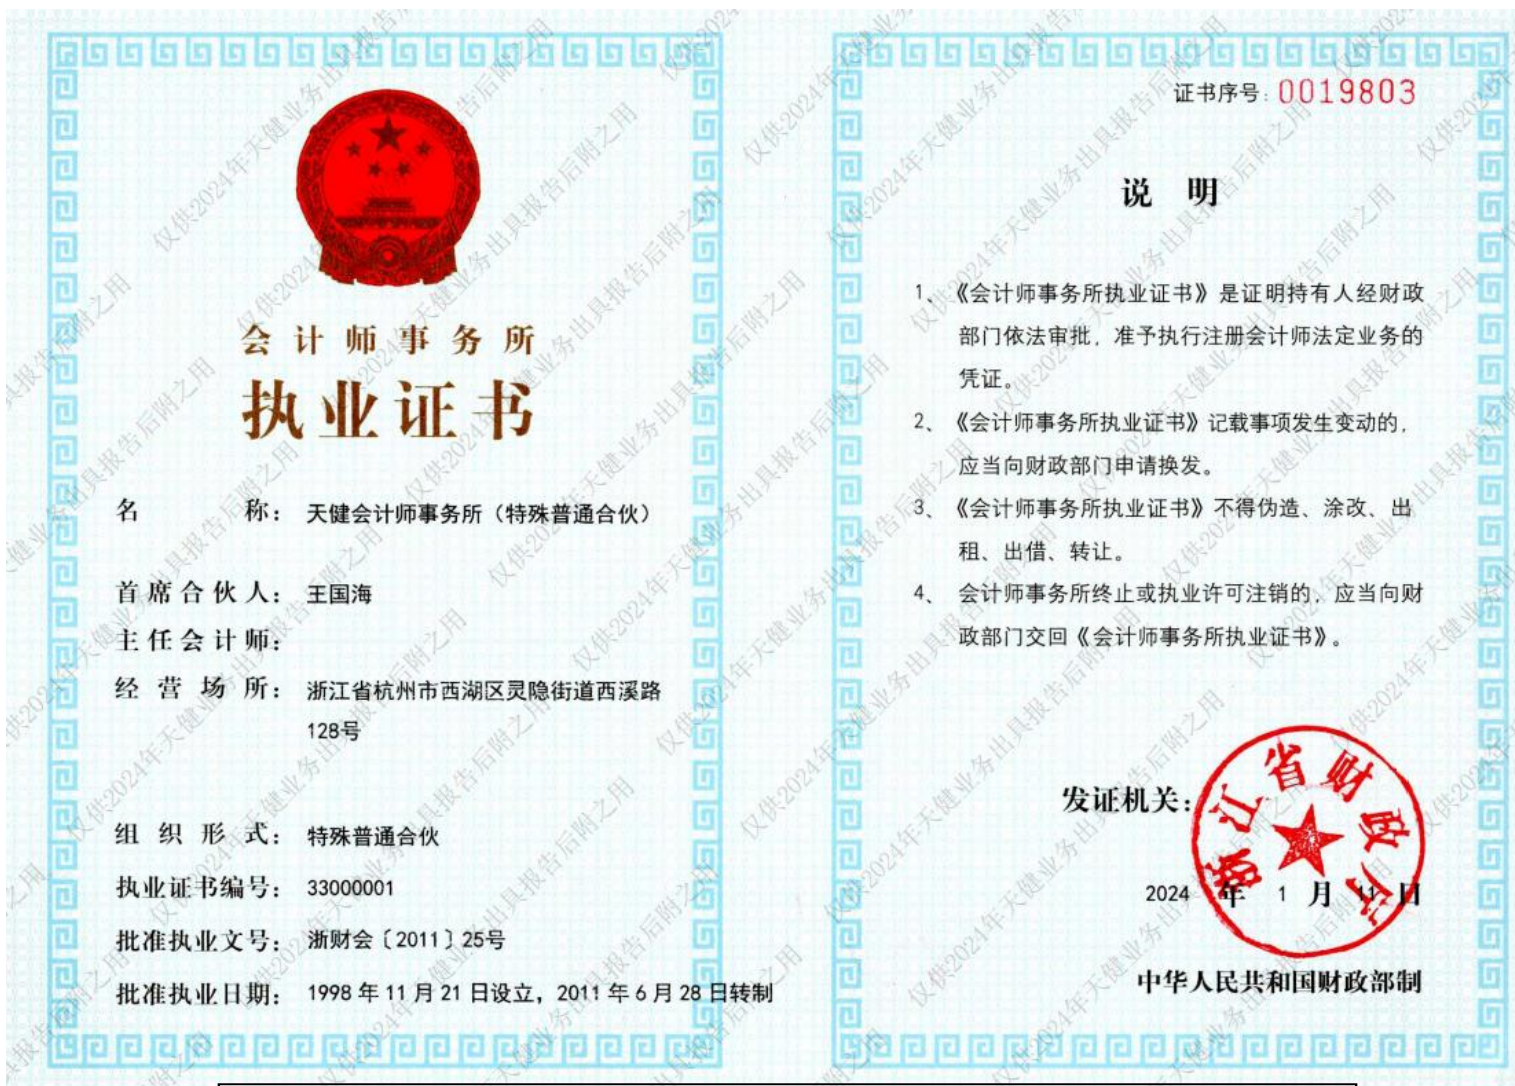 会计师事务所
执业证书
名称：天健会计师事务所（特殊普通合伙）
首席合伙人：王国海
主任会计师：
经营场所：浙江省杭州市西湖区灵隐街道西溪路
128号
组织形式：特殊普通合伙
执业证书编号：33000001
批准执业文号：浙财会〔2011〕25号
批准执业日期：1998年11月21日设立，2011年6月28日转制
证书序号：0019803
说明
1、《会计师事务所执业证书》是证明持有人经财政
部门依法审批，准予执行注册会计师法定业务的
凭证。
2、《会计师事务所执业证书》记载事项发生变动的，
应当向财政部门申请换发。
3、《会计师事务所执业证书》不得伪造、涂改、出
租、出借、转让。
4、会计师事务所终止或执业许可注销的，应当向财
政部门交回《会计师事务所执业证书》。
发证机关：
浙江省财政厅
2024年1月11日
中华人民共和国财政部制
仅供2024年天健业务出具报告后附之用